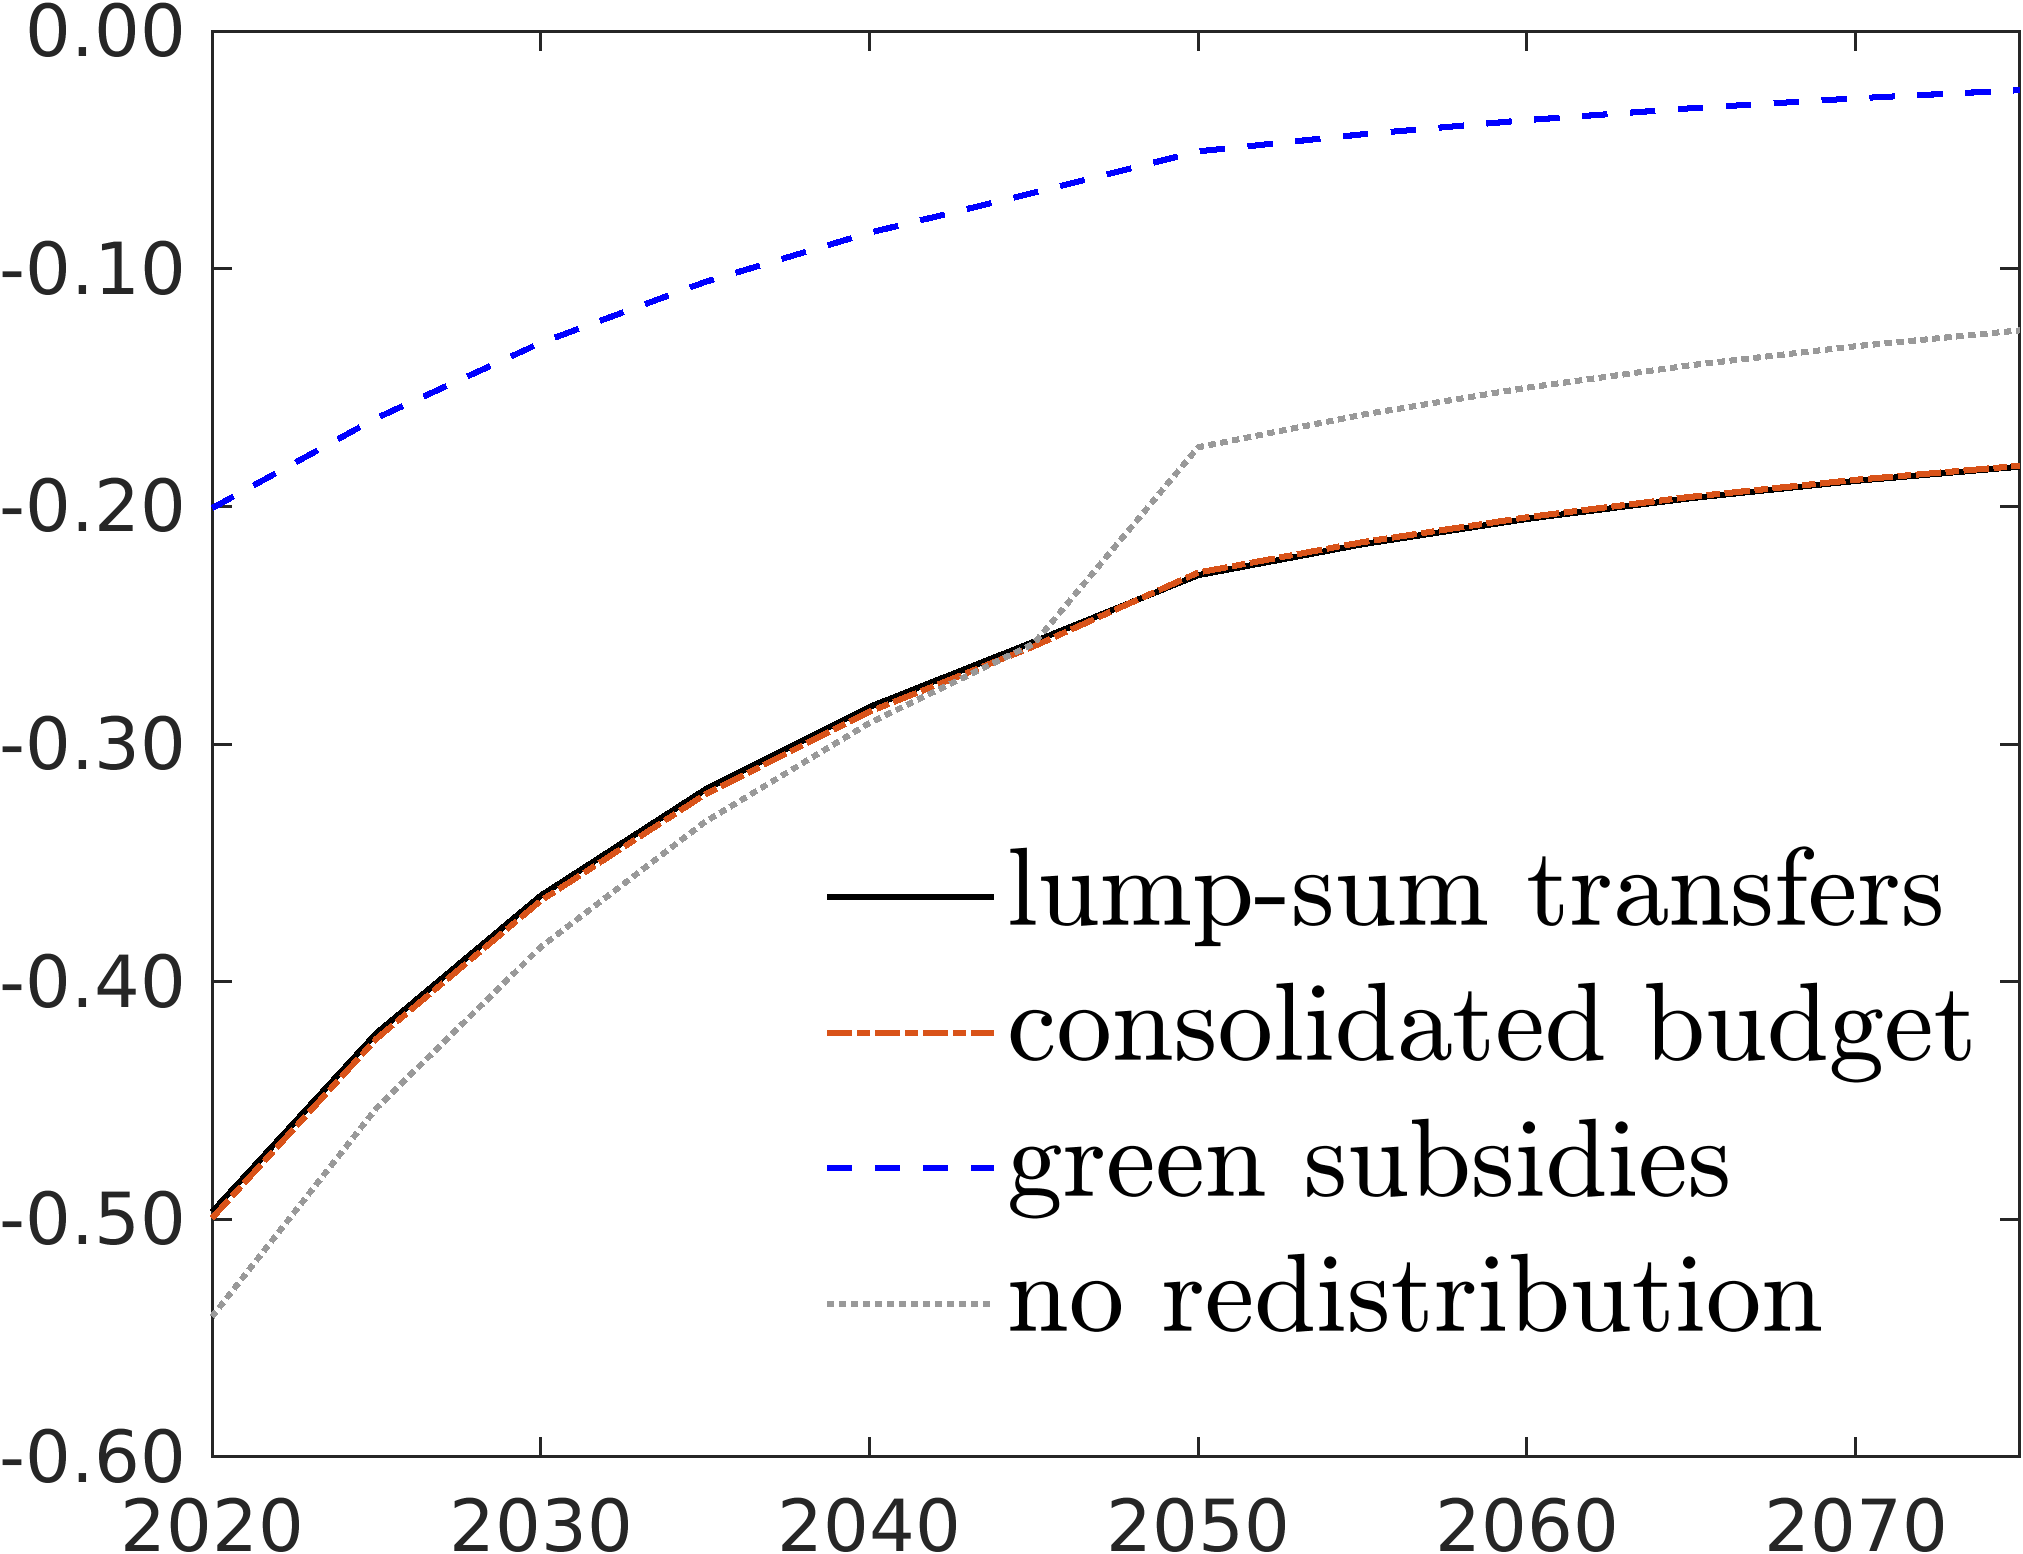 0.00
-0.10
-0.20
-0.30
-0.40
-0.50
-0.60
lump-sum transfers
consolidated budget
green subsidies
no redistribution
2020 2030 2040 2050 2060 2070